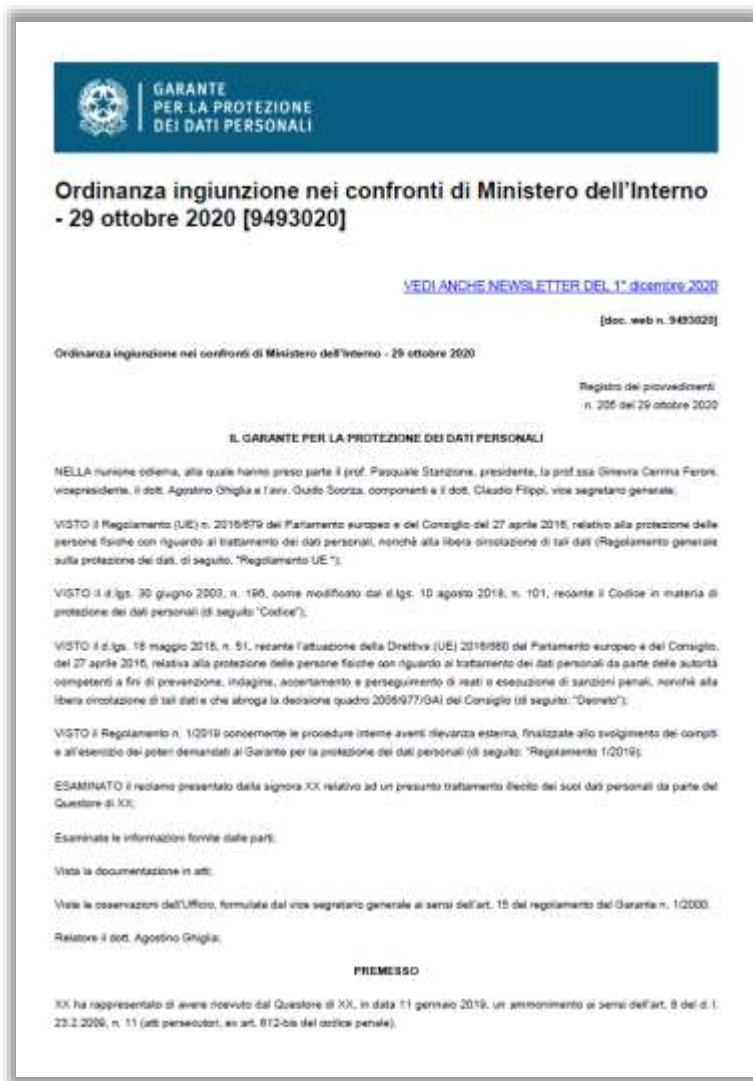 GARANTE
PER LA PROTEZIONE
DEI DATI PERSONALI
Ordinanza ingiunzione nei confronti di Ministero dell'Interno
- 29 ottobre 2020 [9493020]
VEDI ANCHE NEWSLETTER DEL 1° dicembre 2020
[doc. web n. 9493020]
Ordinanza ingiunzione nei confronti di Ministero dell'Interno - 29 ottobre 2020
Registro dei provvedimenti
n. 205 del 29 ottobre 2020
IL GARANTE PER LA PROTEZIONE DEI DATI PERSONALI
NELLA riunione odierna, alla quale hanno preso parte il prof. Pasquale Stanzione, presidente, la prof.ssa Ginevra Cerrina Feroni,
vicepresidente, il dott. Agostino Ghiglia e l'avv. Guido Scorza, componenti e il dott. Claudio Filippi, vice segretario generale;
VISTO il Regolamento (UE) n. 2016/679 del Parlamento europeo e del Consiglio del 27 aprile 2016, relativo alla protezione delle
persone fisiche con riguardo al trattamento dei dati personali, nonché alla libera circolazione di tali dati (Regolamento generale
sulla protezione dei dati, di seguito, "Regolamento UE ");
VISTO il d.lgs. 30 giugno 2003, n. 196, come modificato dal d.lgs. 10 agosto 2018, n. 101, recante il Codice in materia di
protezione dei dati personali (di seguito "Codice");
VISTO il d.lgs. 18 maggio 2018, n. 51, recante l'attuazione della Direttiva (UE) 2016/680 del Parlamento europeo e del Consiglio,
del 27 aprile 2016, relativa alla protezione delle persone fisiche con riguardo al trattamento dei dati personali da parte delle autorità
competenti a fini di prevenzione, indagine, accertamento e perseguimento di reati o esecuzione di sanzioni penali, nonché alla
libera circolazione di tali dati e che abroga la decisione quadro 2008/977/GAI del Consiglio (di seguito: "Decreto");
VISTO il Regolamento n. 1/2019 concernente le procedure interne aventi rilevanza esterna, finalizzate allo svolgimento dei compiti
e all'esercizio dei poteri demandati al Garante per la protezione dei dati personali (di seguito: "Regolamento 1/2019);
ESAMINATO il reclamo presentato dalla signora XX relativo ad un presunto trattamento illecito dei suoi dati personali da parte del
Questore di XX;
Esaminate le informazioni fornite dalle parti;
Vista la documentazione in atti;
Viste le osservazioni dell'Ufficio, formulate dal vice segretario generale ai sensi dell'art. 15 del regolamento del Garante n. 1/2000;
Relatore il dott. Agostino Ghiglia;
PREMESSO
XX ha rappresentato di avere ricevuto dal Questore di XX, in data 11 gennaio 2019, un ammonimento ai sensi dell'art. 8 del d. l.
23.2.2009, n. 11 (atti persecutori, ex art. 612-bis del codice penale).